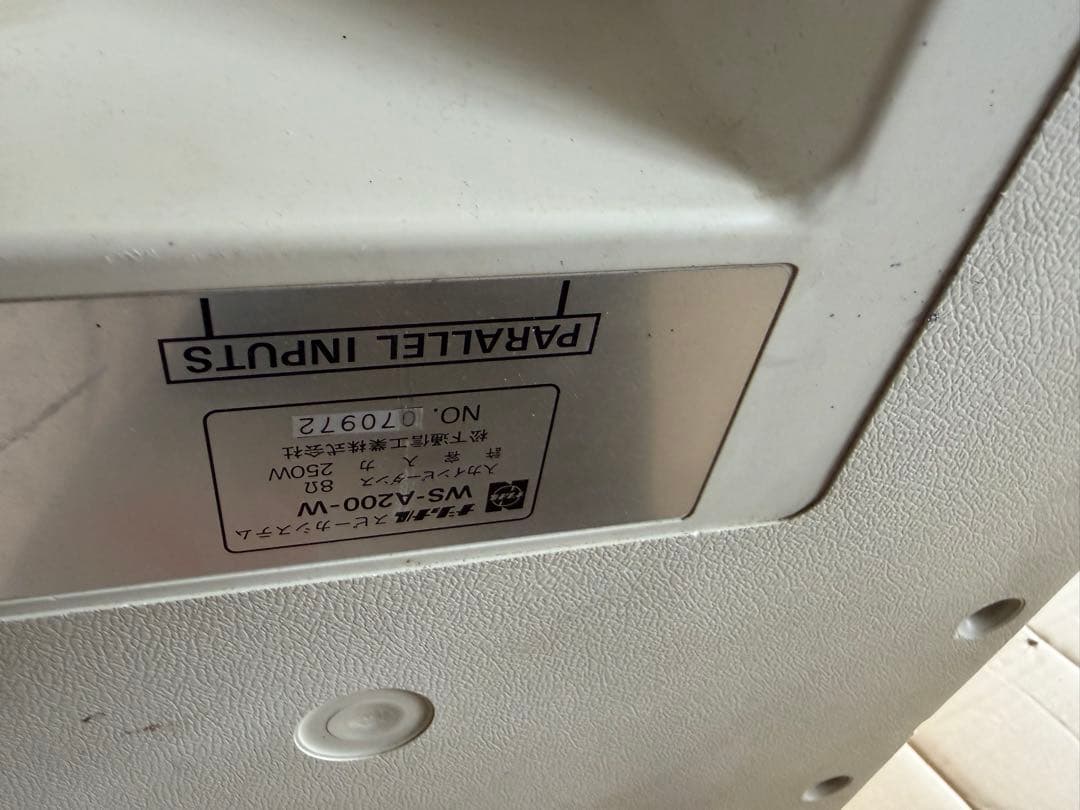 ナショナル スピーカシステム
WS-A200-W
入力インピーダンス 8Ω
許容入力 250W
松下通信工業株式会社
NO. 070972
PARALLEL INPUTS